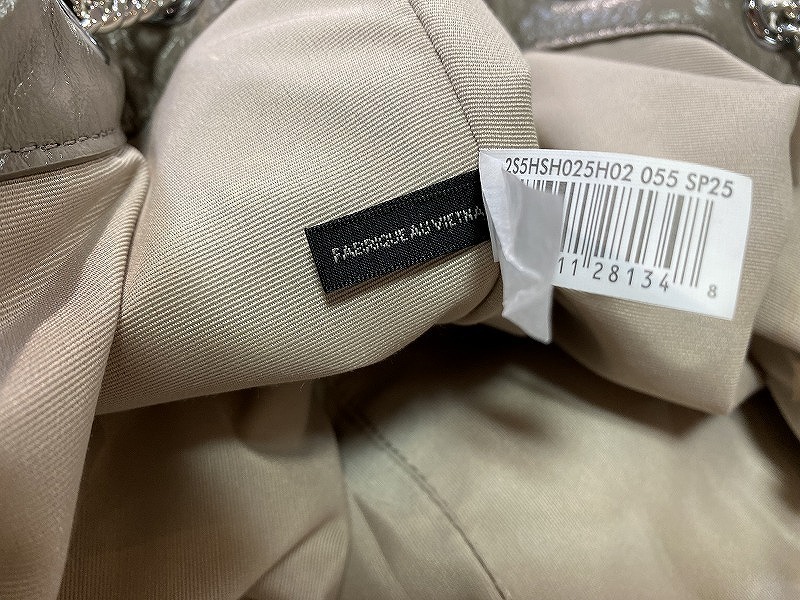 2S5HSH025H02 055 SP25
FABRIQUE AU VIETNA
11 28134 8